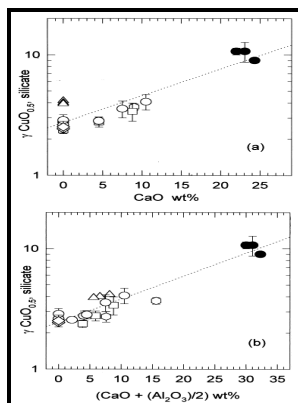 10
γ CuO0.5, silicate
(a)
1
0 5 10 15 20 25 30
CaO wt%
10
γ CuO0.5, silicate
(b)
1
0 5 10 15 20 25 30 35
(CaO + (Al2O3)/2) wt%